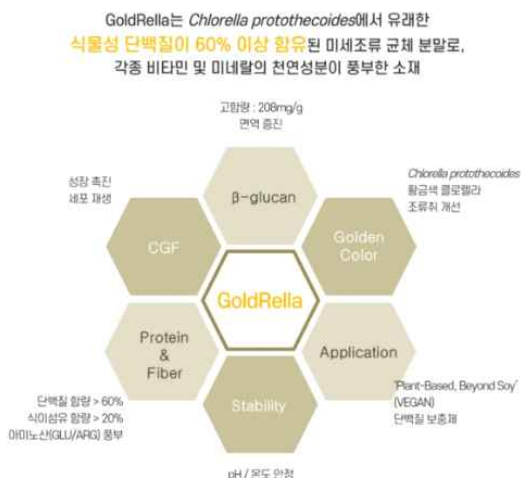 GoldRella는 Chlorella protothecoides에서 유래한
식물성 단백질이 60% 이상 함유된 미세조류 균체 분말로,
각종 비타민 및 미네랄의 천연성분이 풍부한 소재
고함량 : 208mg/g
면역 증진
β-glucan
성장 촉진
세포 재생
CGF
Chlorella protothecoides
황금색 클로렐라
조류취 개선
Golden
Color
GoldRella
Protein
&
Fiber
단백질 함량 > 60%
식이섬유 함량 > 20%
아미노산(GLU/ARG) 풍부
Application
'Plant-Based, Beyond Soy'
(VEGAN)
단백질 보충제
Stability
pH / 온도 안정